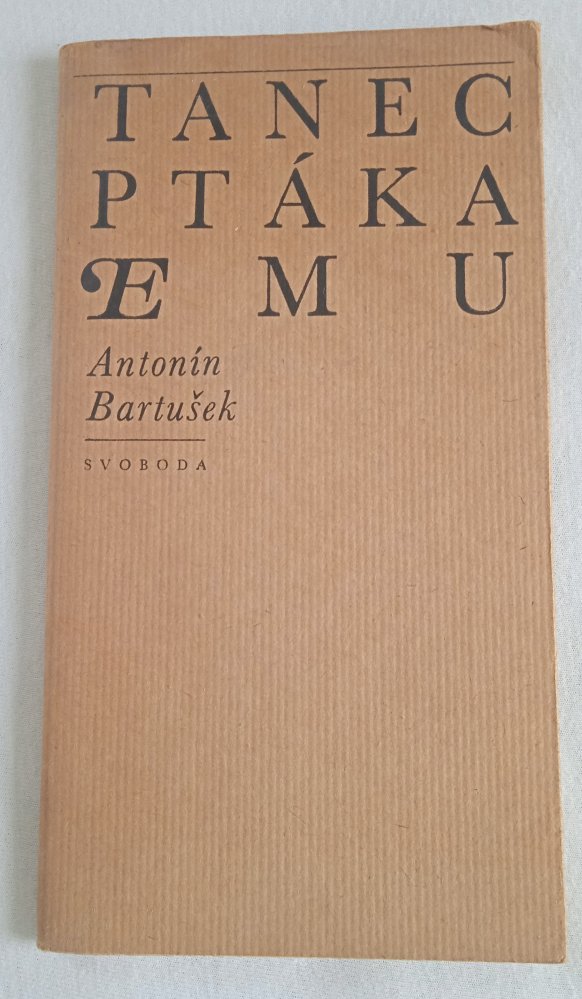 TANEC
PTÁKA
EMU
Antonín
Bartušek
SVOBODA